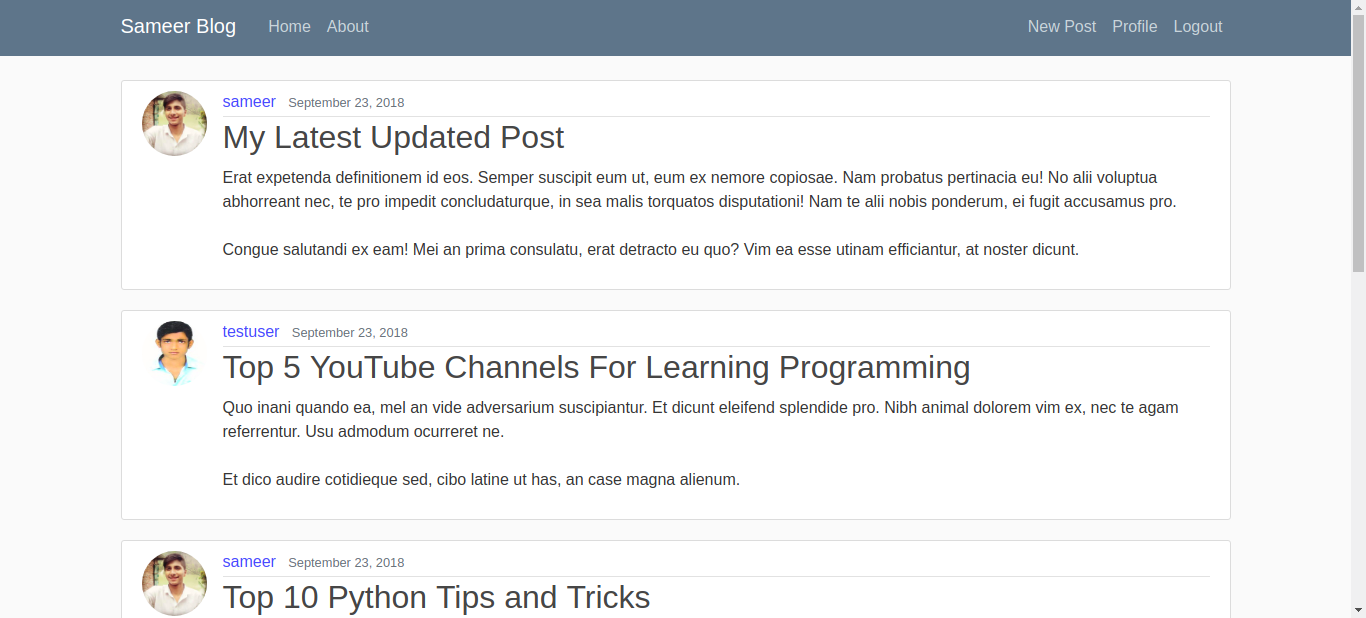 Sameer Blog Home About New Post Profile Logout
sameer September 23, 2018
My Latest Updated Post
Erat expetenda definitionem id eos. Semper suscipit eum ut, eum ex nemore copiosae. Nam probatus pertinacia eu! No alii voluptua
abhorreant nec, te pro impedit concludaturque, in sea malis torquatos disputationi! Nam te alii nobis ponderum, ei fugit accusamus pro.
Congue salutandi ex eam! Mei an prima consulatu, erat detracto eu quo? Vim ea esse utinam efficiantur, at noster dicunt.
testuser September 23, 2018
Top 5 YouTube Channels For Learning Programming
Quo inani quando ea, mel an vide adversarium suscipiantur. Et dicunt eleifend splendide pro. Nibh animal dolorem vim ex, nec te agam
referrentur. Usu admodum ocurreret ne.
Et dico audire cotidieque sed, cibo latine ut has, an case magna alienum.
sameer September 23, 2018
Top 10 Python Tips and Tricks